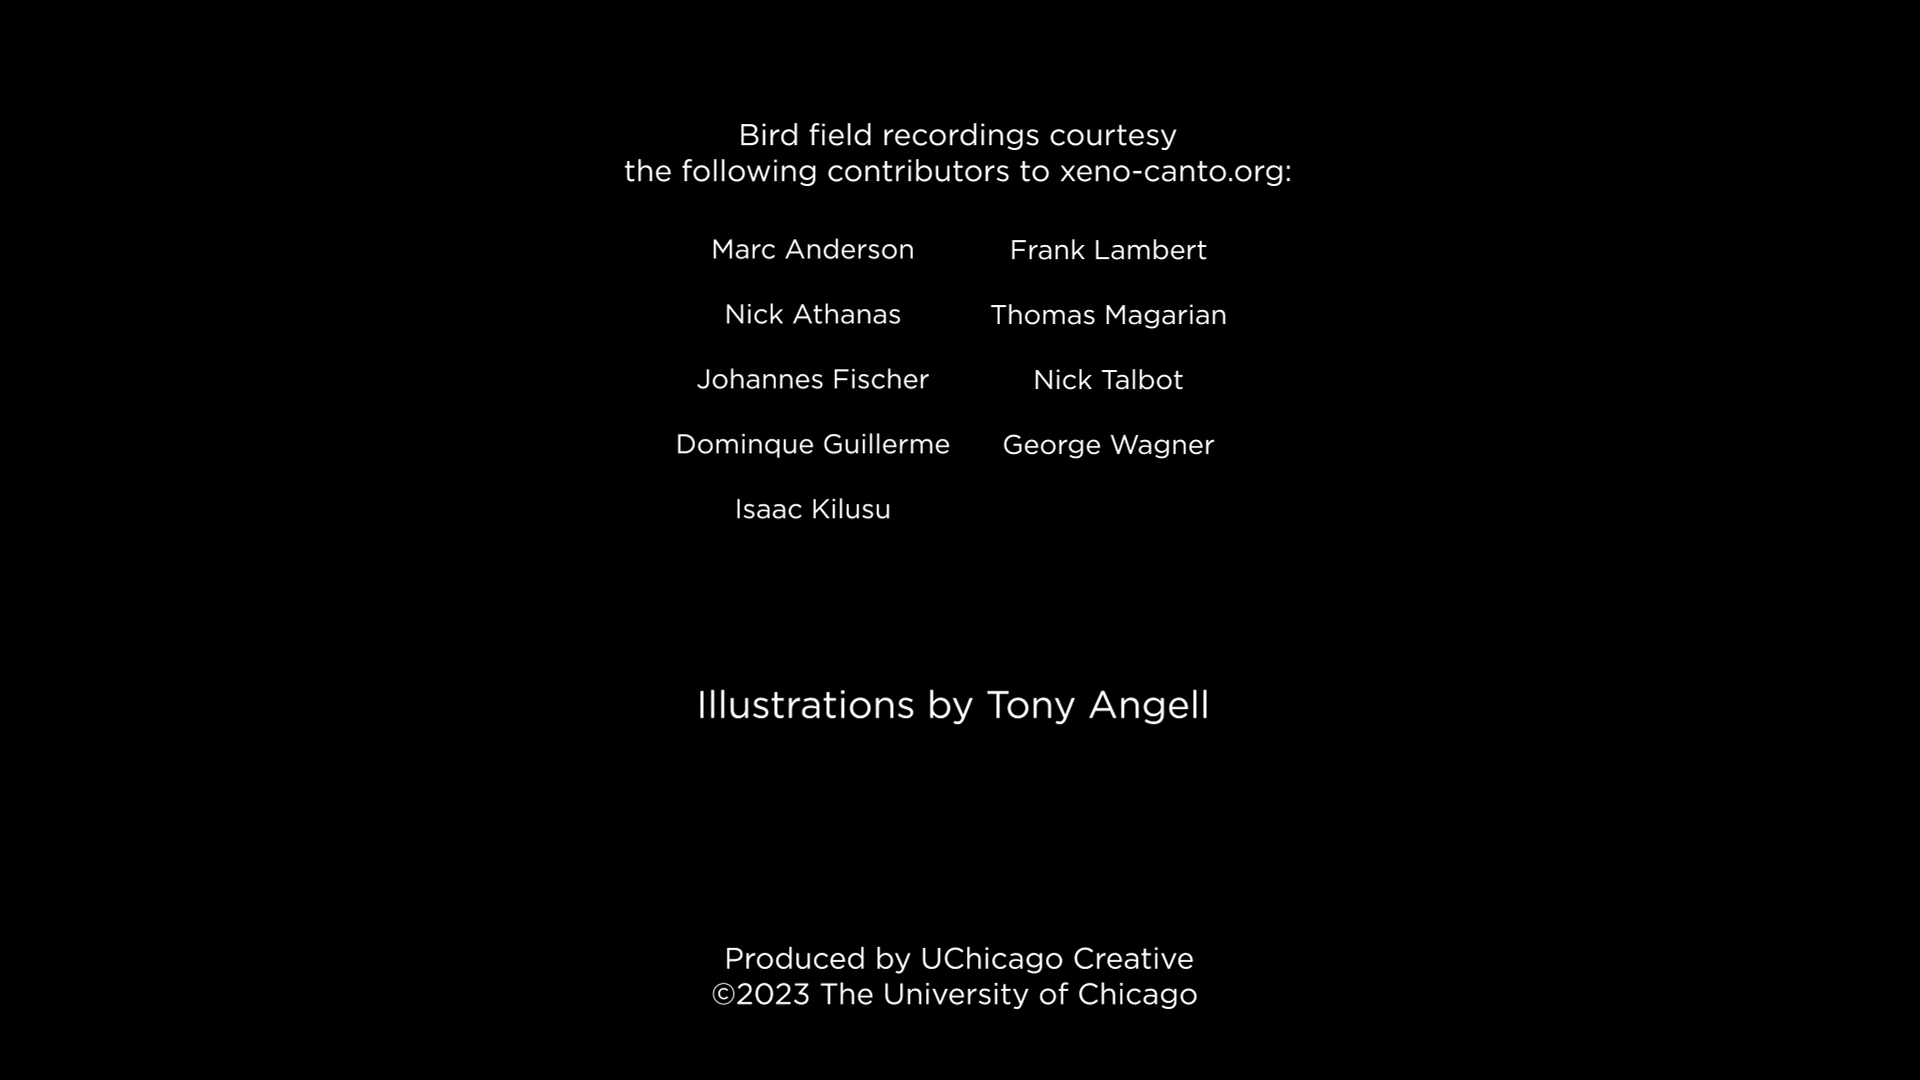 Bird field recordings courtesy
the following contributors to xeno-canto.org:
Marc Anderson
Nick Athanas
Johannes Fischer
Dominque Guillerme
Isaac Kilusu
Frank Lambert
Thomas Magarian
Nick Talbot
George Wagner
Illustrations by Tony Angell
Produced by UChicago Creative
©2023 The University of Chicago